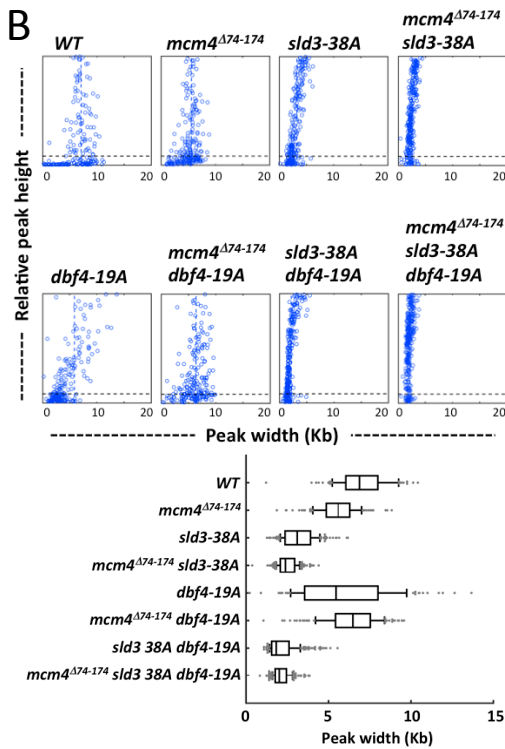 B
WT
mcm4Δ74-174
sld3-38A
mcm4Δ74-174
sld3-38A
Relative peak height
0 10 20
0 10 20
0 10 20
0 10 20
dbf4-19A
mcm4Δ74-174
dbf4-19A
sld3-38A
dbf4-19A
mcm4Δ74-174
sld3-38A
dbf4-19A
0 10 20
0 10 20
0 10 20
0 10 20
Peak width (Kb)
WT
mcm4Δ74-174
sld3-38A
mcm4Δ74-174 sld3-38A
dbf4-19A
mcm4Δ74-174 dbf4-19A
sld3 38A dbf4-19A
mcm4Δ74-174 sld3 38A dbf4-19A
0 5 10 15
Peak width (Kb)